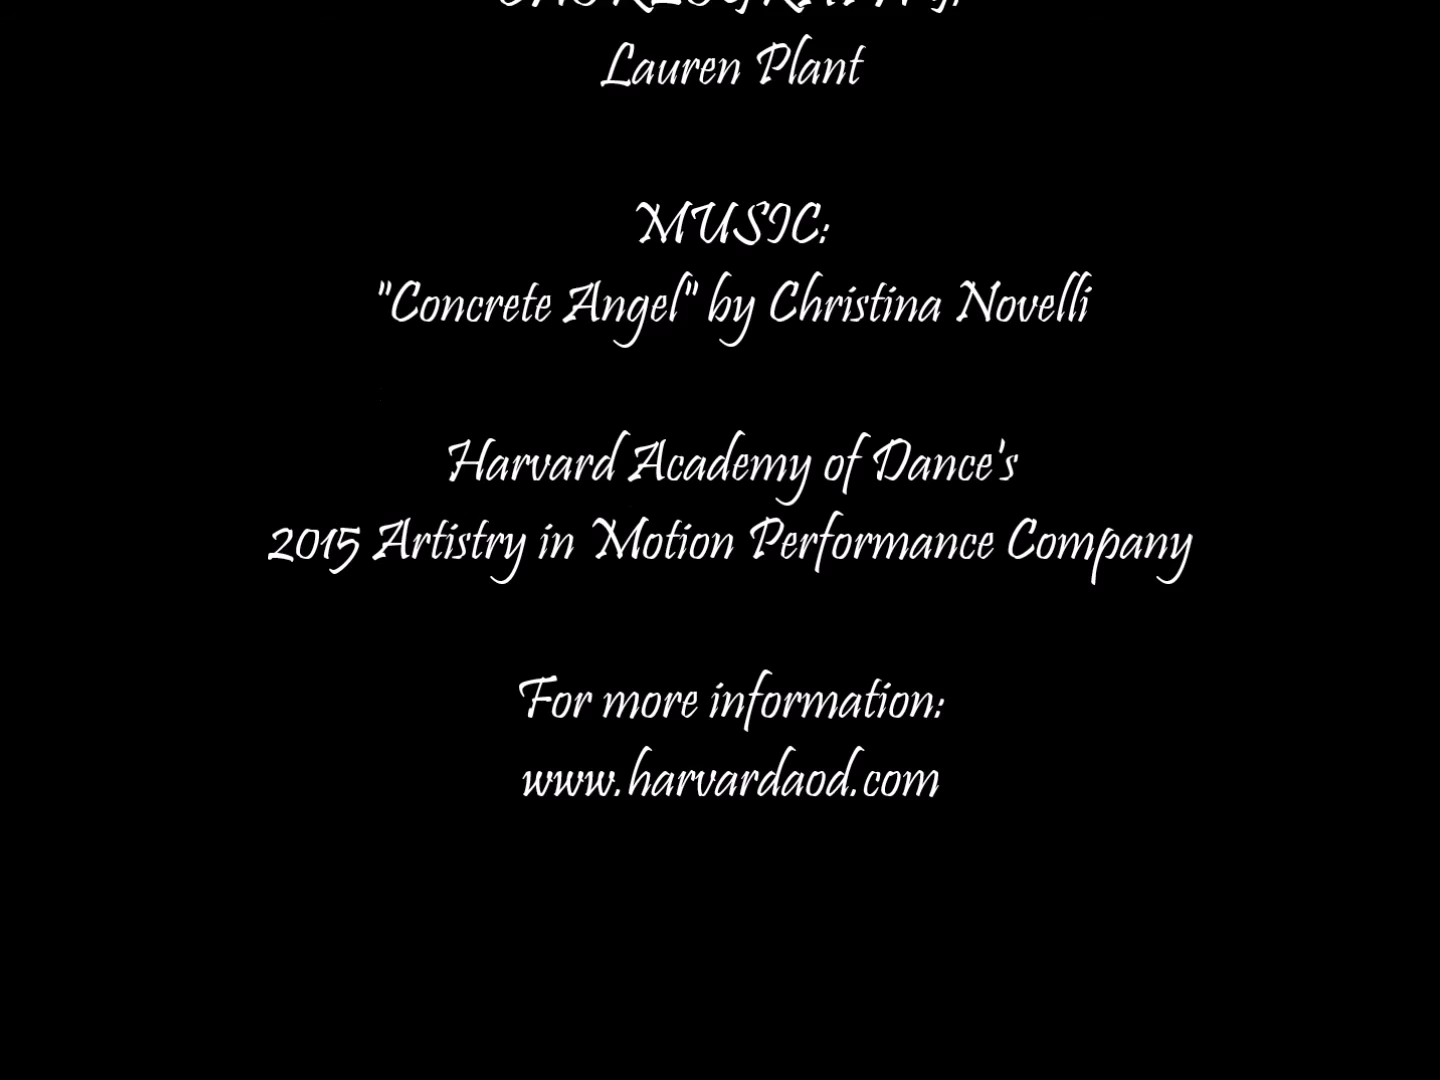 CHOREOGRAPHY:
Lauren Plant
MUSIC:
"Concrete Angel" by Christina Novelli
Harvard Academy of Dance's
2015 Artistry in Motion Performance Company
For more information:
www.harvardaod.com